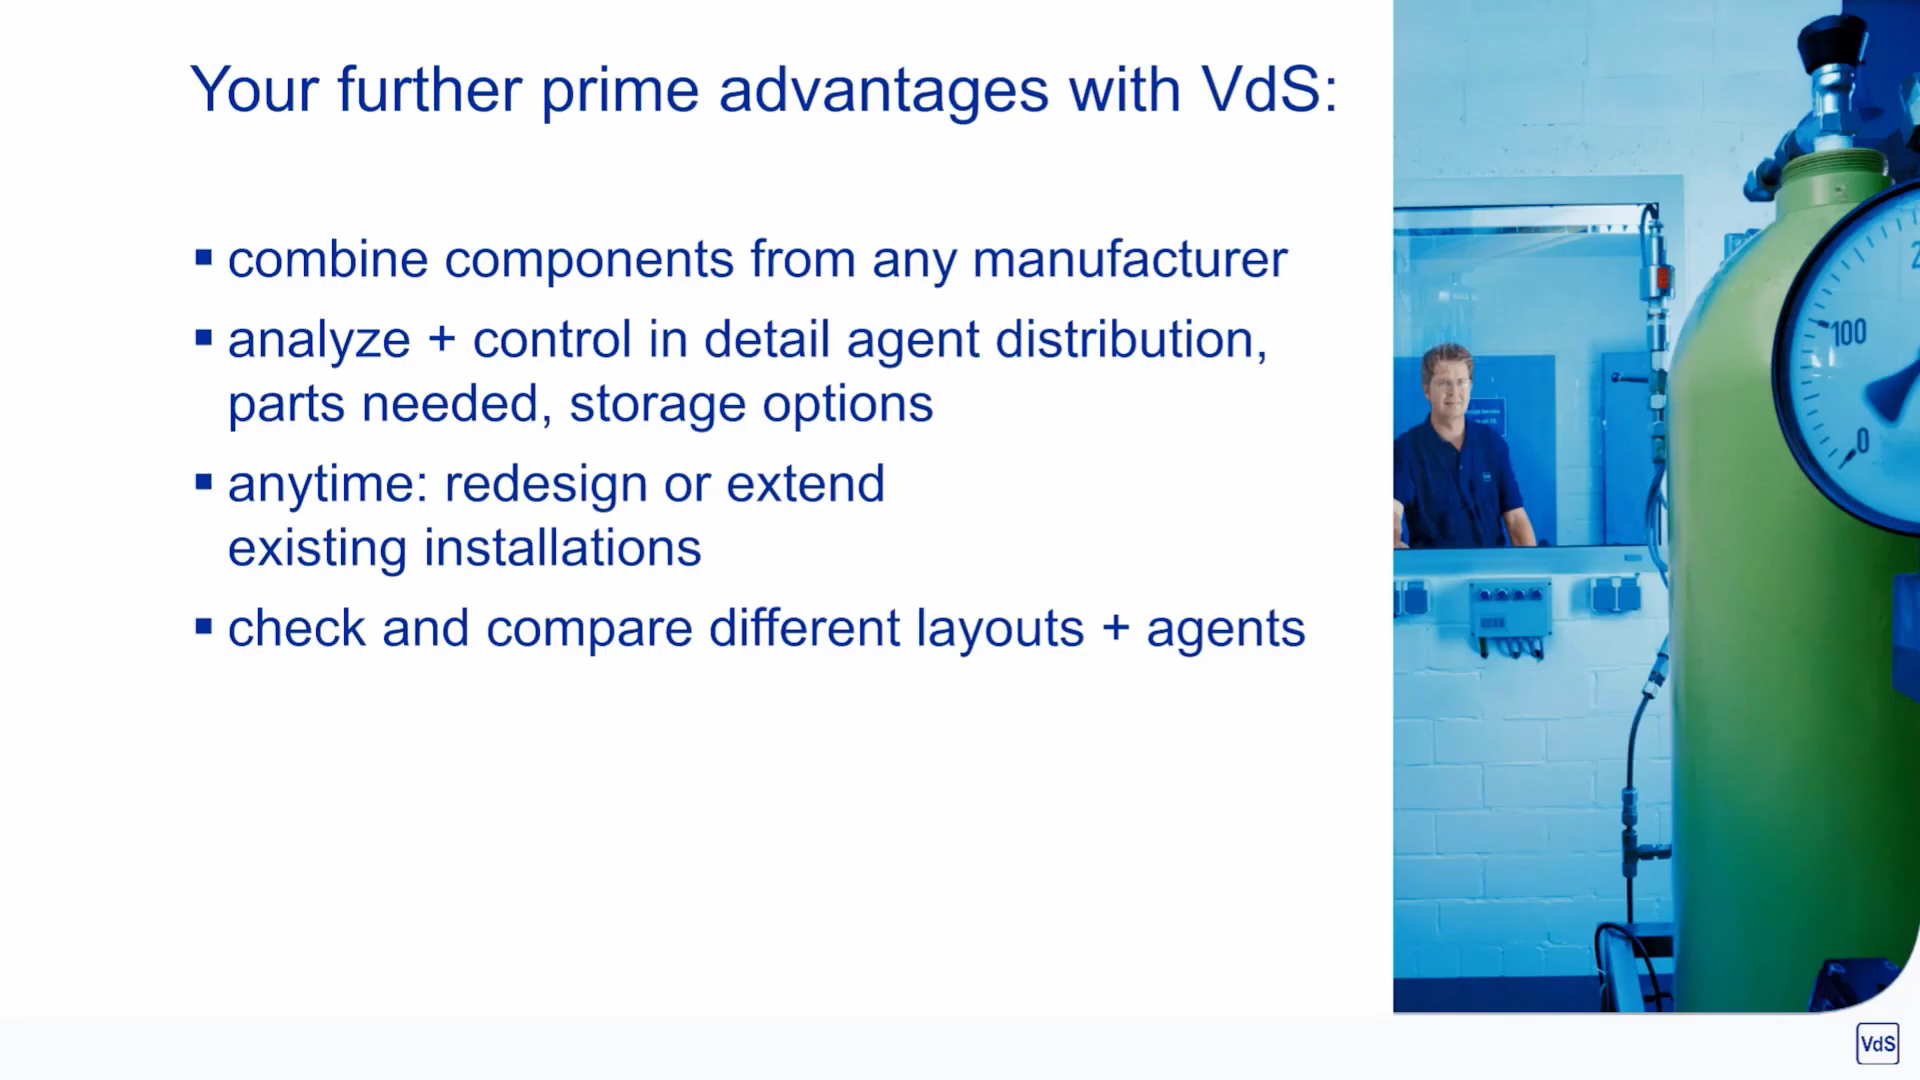 Your further prime advantages with VdS:
▪ combine components from any manufacturer
▪ analyze + control in detail agent distribution,
parts needed, storage options
▪ anytime: redesign or extend
existing installations
▪ check and compare different layouts + agents
100
0
VdS